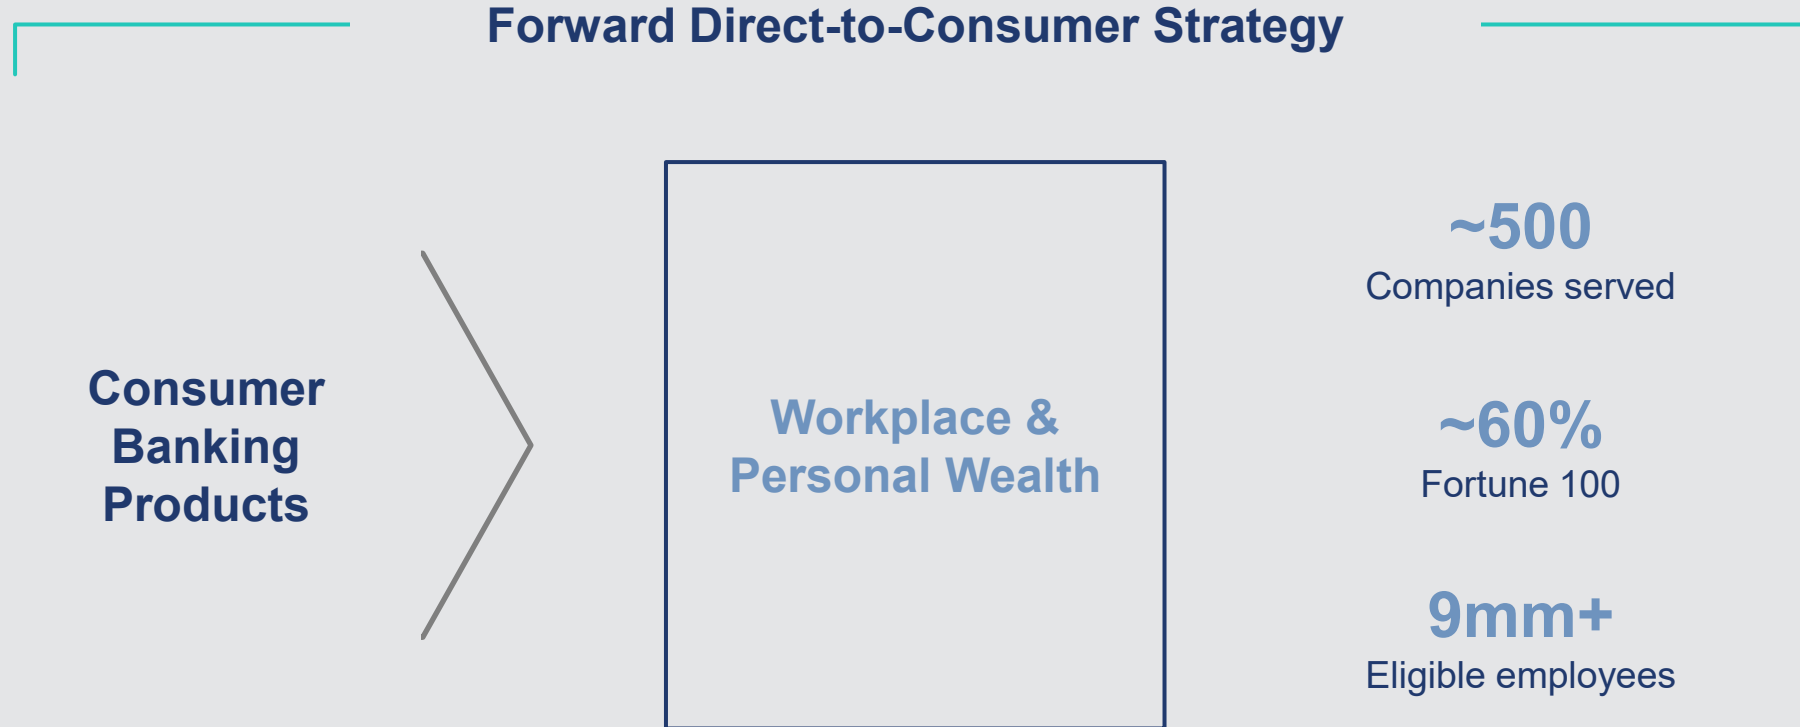 Forward Direct-to-Consumer Strategy
Consumer
Banking
Products
Workplace &
Personal Wealth
~500
Companies served
~60%
Fortune 100
9mm+
Eligible employees